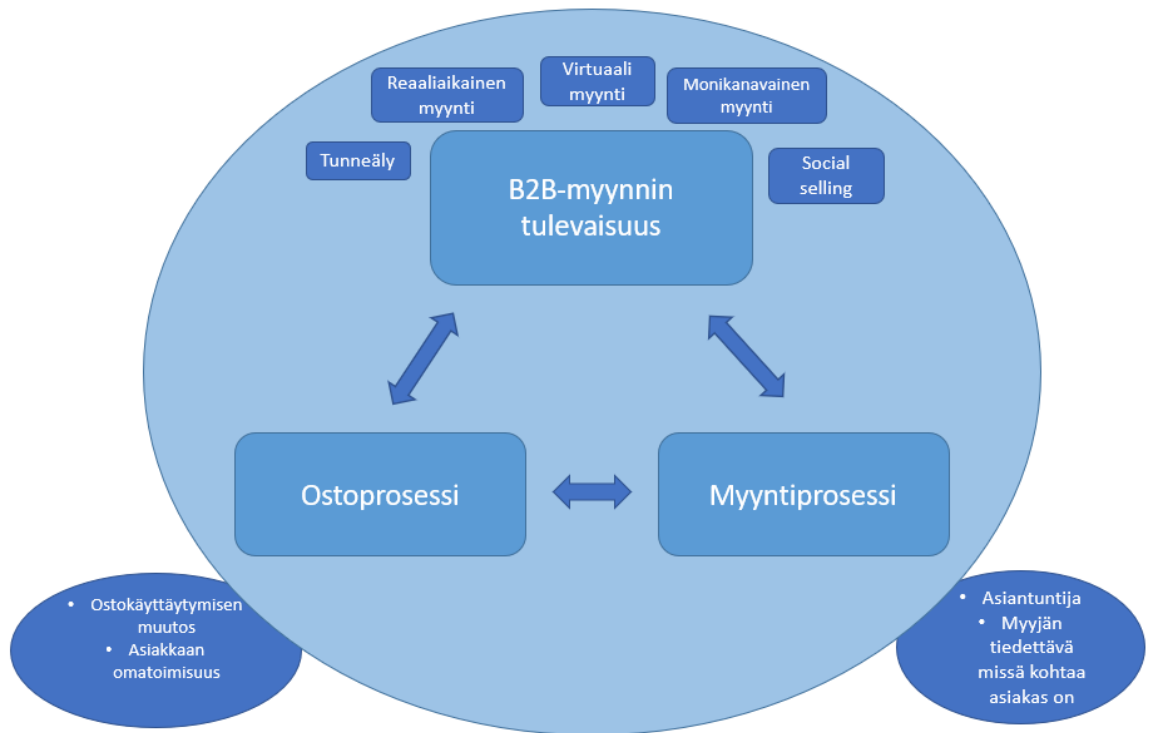 Reaaliaikainen
myynti
Virtuaali
myynti
Monikanavainen
myynti
Tunneäly
Social
selling
B2B-myynnin
tulevaisuus
Ostoprosessi
Myyntiprosessi
• Ostokäyttäytymisen
muutos
• Asiakkaan
omatoimisuus
• Asiantuntija
• Myyjän
tiedettävä
missä kohtaa
asiakas on